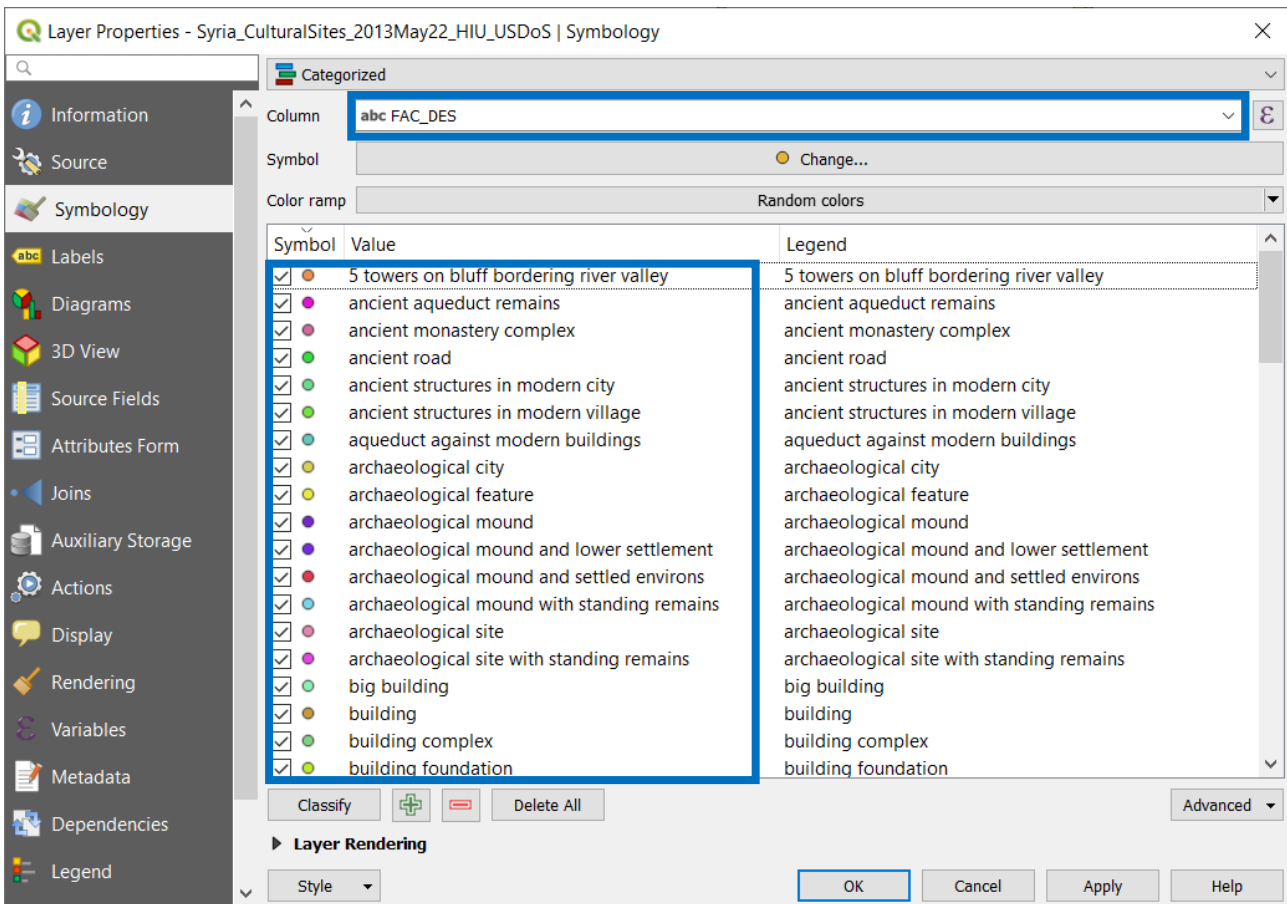 Layer Properties - Syria_CulturalSites_2013May22_HIU_USDoS | Symbology
Categorized
Information
Source
Symbology
abc Labels
Diagrams
3D View
Source Fields
Attributes Form
Joins
Auxiliary Storage
Actions
Display
Rendering
Variables
Metadata
Dependencies
Legend
Column abc FAC_DES ε
Symbol Change...
Color ramp Random colors
Symbol Value Legend
5 towers on bluff bordering river valley 5 towers on bluff bordering river valley
ancient aqueduct remains ancient aqueduct remains
ancient monastery complex ancient monastery complex
ancient road ancient road
ancient structures in modern city ancient structures in modern city
ancient structures in modern village ancient structures in modern village
aqueduct against modern buildings aqueduct against modern buildings
archaeological city archaeological city
archaeological feature archaeological feature
archaeological mound archaeological mound
archaeological mound and lower settlement archaeological mound and lower settlement
archaeological mound and settled environs archaeological mound and settled environs
archaeological mound with standing remains archaeological mound with standing remains
archaeological site archaeological site
archaeological site with standing remains archaeological site with standing remains
big building big building
building building
building complex building complex
building foundation building foundation
Classify Delete All Advanced
Layer Rendering
Style OK Cancel Apply Help